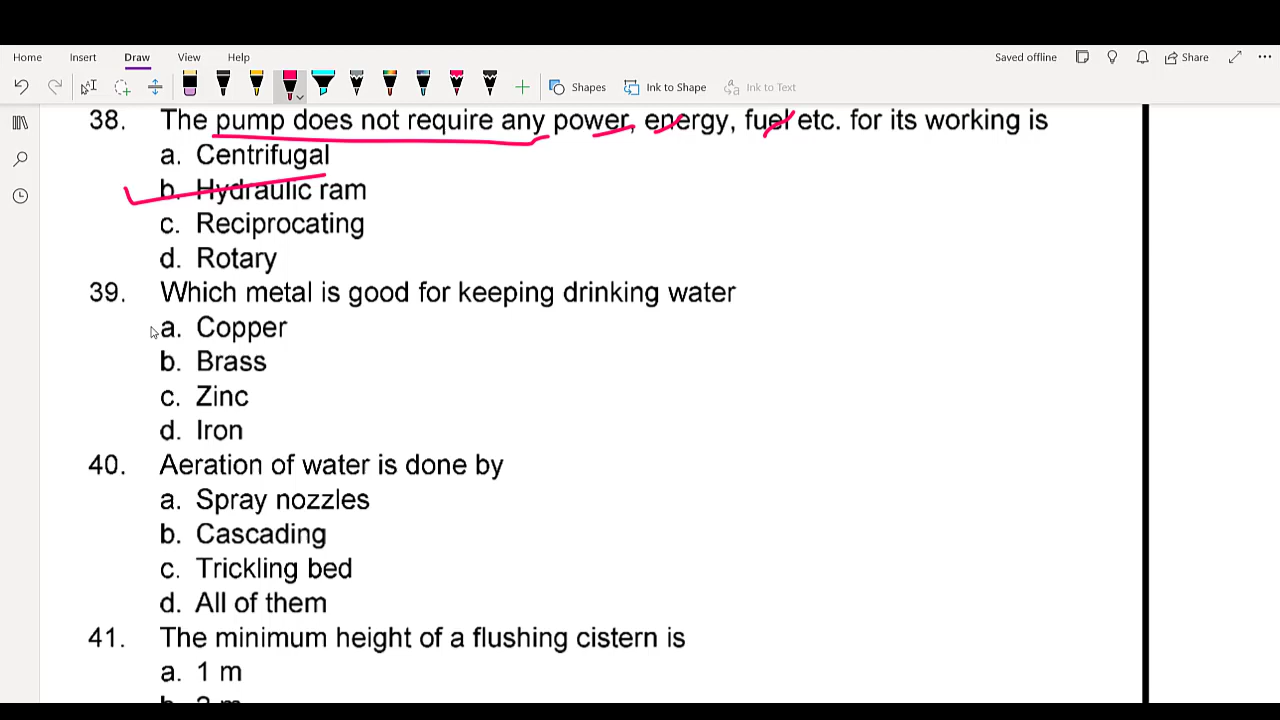 Home Insert Draw View Help Saved offline Share
Shapes Ink to Shape Ink to Text
38. The pump does not require any power, energy, fuel etc. for its working is
a. Centrifugal
b. Hydraulic ram
c. Reciprocating
d. Rotary
39. Which metal is good for keeping drinking water
a. Copper
b. Brass
c. Zinc
d. Iron
40. Aeration of water is done by
a. Spray nozzles
b. Cascading
c. Trickling bed
d. All of them
41. The minimum height of a flushing cistern is
a. 1 m